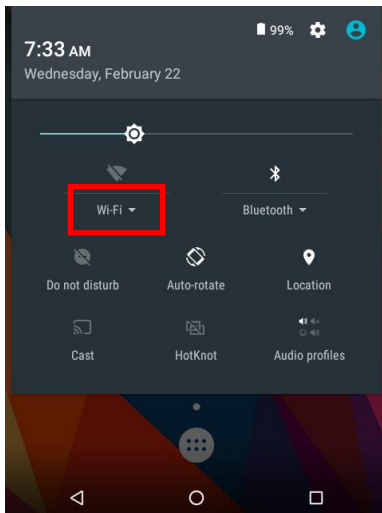 99%
7:33 AM
Wednesday, February 22
Wi-Fi Bluetooth
Do not disturb Auto-rotate Location
Cast HotKnot Audio profiles